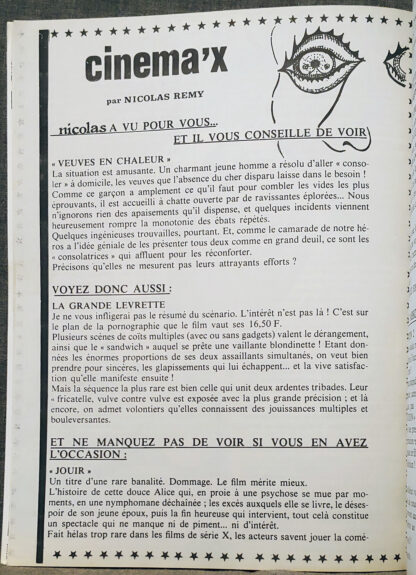 cinema'x
par NICOLAS REMY
nicolas A VU POUR VOUS...
ET IL VOUS CONSEILLE DE VOIR
« VEUVES EN CHALEUR »
La situation est amusante. Un charmant jeune homme a résolu d'aller « conso-
ler » à domicile, les veuves que l'absence du cher disparu laisse dans le besoin !
Comme ce garçon a amplement ce qu'il faut pour combler les vides les plus
éprouvants, il est accueilli à chatte ouverte par de ravissantes éplorées... Nous
n'ignorons rien des apaisements qu'il dispense, et quelques incidents viennent
heureusement rompre la monotonie des ébats répétés.
Quelques ingénieuses trouvailles, pourtant. Et, comme le camarade de notre hé-
ros a l'idée géniale de les présenter tous deux comme en grand deuil, ce sont les
« consolatrices » qui affluent pour les réconforter.
Précisons qu'elles ne mesurent pas leurs attrayants efforts ?
VOYEZ DONC AUSSI :
LA GRANDE LEVRETTE
Je ne vous infligerai pas le résumé du scénario. L'intérêt n'est pas là ! C'est sur
le plan de la pornographie que le film vaut ses 16,50 F.
Plusieurs scènes de coïts multiples (avec ou sans gadgets) valent le dérangement,
ainsi que le « sandwich » auquel se prête une vaillante blondinette ! Etant don-
nées les énormes proportions de ses deux assaillants simultanés, on veut bien
prendre pour sincères, les glapissements qui lui échappent... et la vive satisfac-
tion qu'elle manifeste ensuite !
Mais la séquence la plus rare est bien celle qui unit deux ardentes tribades. Leur
« fricatelle, vulve contre vulve est exposée avec la plus grande précision ; et là
encore, on admet volontiers qu'elles connaissent des jouissances multiples et
bouleversantes.
ET NE MANQUEZ PAS DE VOIR SI VOUS EN AVEZ
L'OCCASION :
« JOUIR »
Un titre d'une rare banalité. Dommage. Le film mérite mieux.
L'histoire de cette douce Alice qui, en proie à une psychose se mue par mo-
ments, en une nymphomane déchaînée ; les excès auxquels elle se livre, le déses-
poir de son jeune époux, puis la fin heureuse qui intervient, tout celà constitue
un spectacle qui ne manque ni de piment... ni d'intérêt.
Fait hélas trop rare dans les films de série X, les acteurs savent jouer la comé-